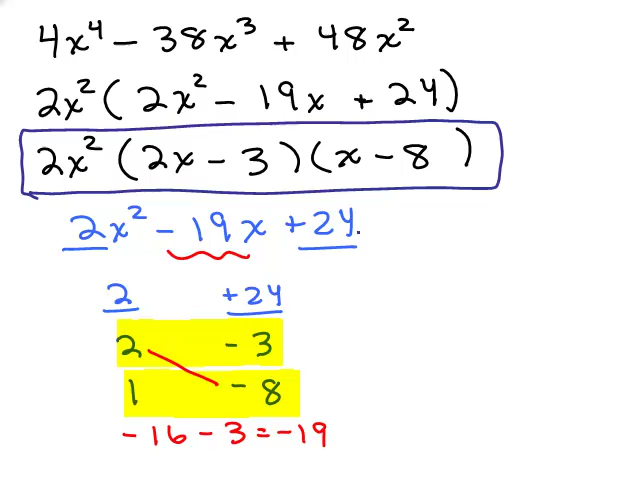 4x⁴ - 38x³ + 48x²
2x²(2x² - 19x + 24)
2x²(2x - 3)(x - 8)
2x² - 19x + 24.
2 +24
2 - 3
1 - 8
- 16 - 3 = - 19